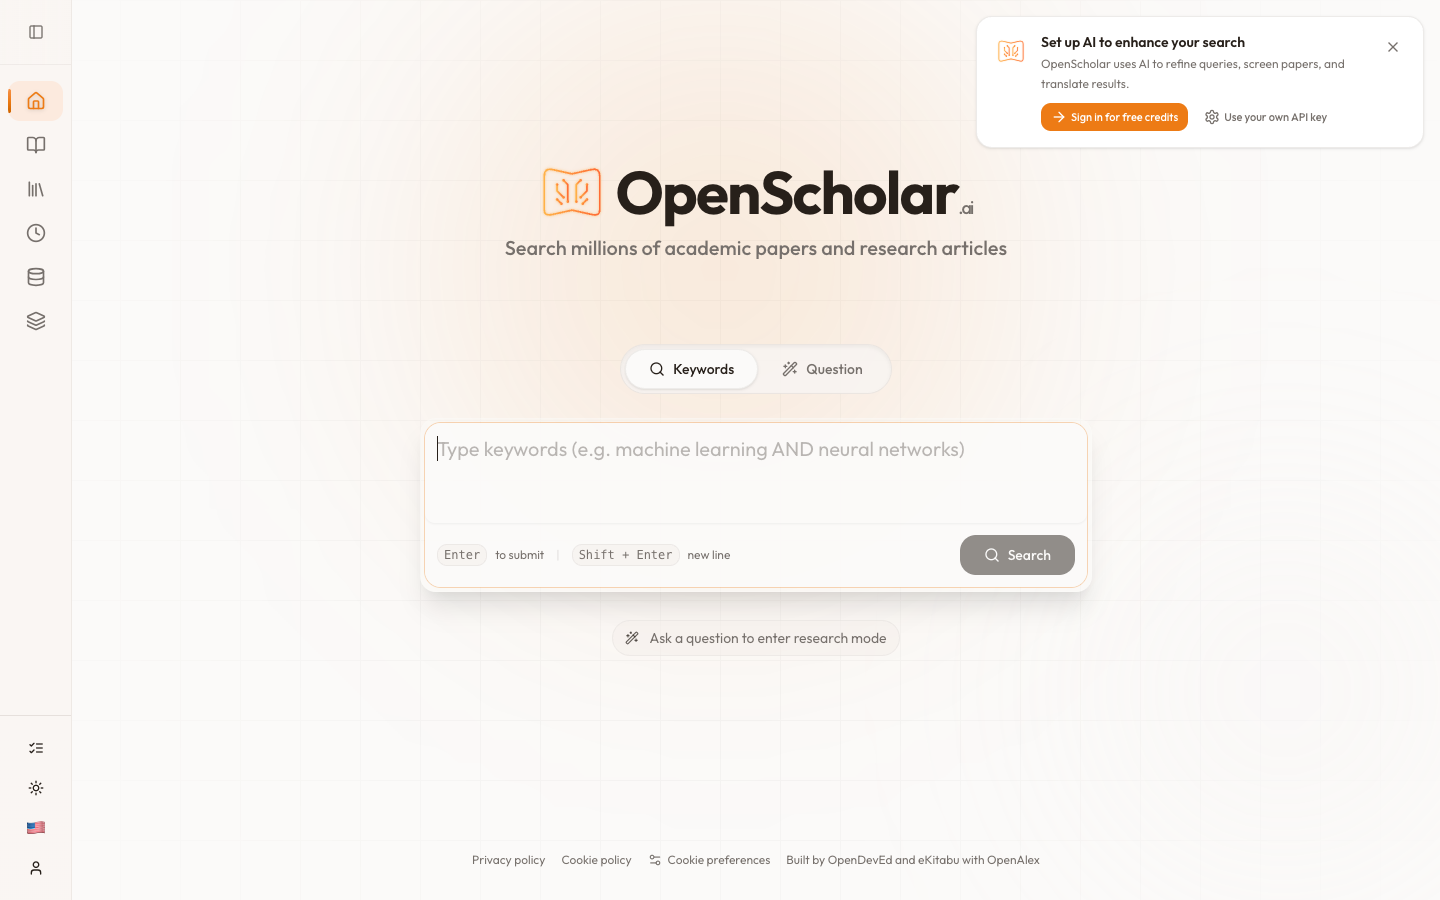 Set up AI to enhance your search
OpenScholar uses AI to refine queries, screen papers, and
translate results.
Sign in for free credits
Use your own API key
OpenScholar.ai
Search millions of academic papers and research articles
Keywords
Question
Type keywords (e.g. machine learning AND neural networks)
Enter to submit | Shift + Enter new line
Search
Ask a question to enter research mode
Privacy policy
Cookie policy
Cookie preferences
Built by OpenDevEd and eKitabu with OpenAlex